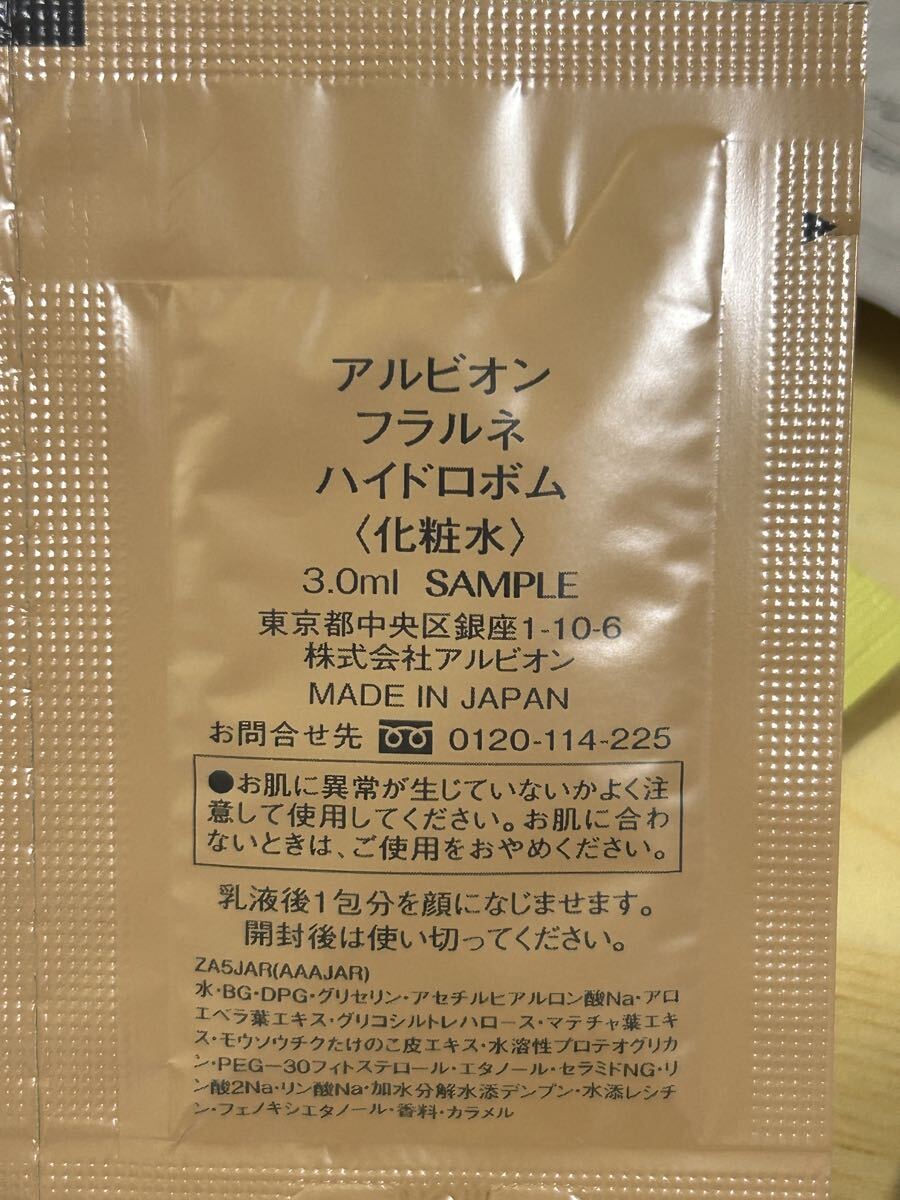 アルビオン
フラルネ
ハイドロボム
〈化粧水〉
3.0ml SAMPLE
東京都中央区銀座1-10-6
株式会社アルビオン
MADE IN JAPAN
お問合せ先 0120-114-225
●お肌に異常が生じていないかよく注
意して使用してください。お肌に合わ
ないときは、ご使用をおやめください。
乳液後1包分を顔になじませます。
開封後は使い切ってください。
ZA5JAR(AAAJAR)
水・BG・DPG・グリセリン・アセチルヒアルロン酸Na・アロ
エベラ葉エキス・グリコシルトレハロース・マテチャ葉エキ
ス・モウソウチクたけのこ皮エキス・水溶性プロテオグリカ
ン・PEG－30フィトステロール・エタノール・セラミドNG・リ
ン酸2Na・リン酸Na・加水分解水添デンプン・水添レシチ
ン・フェノキシエタノール・香料・カラメル